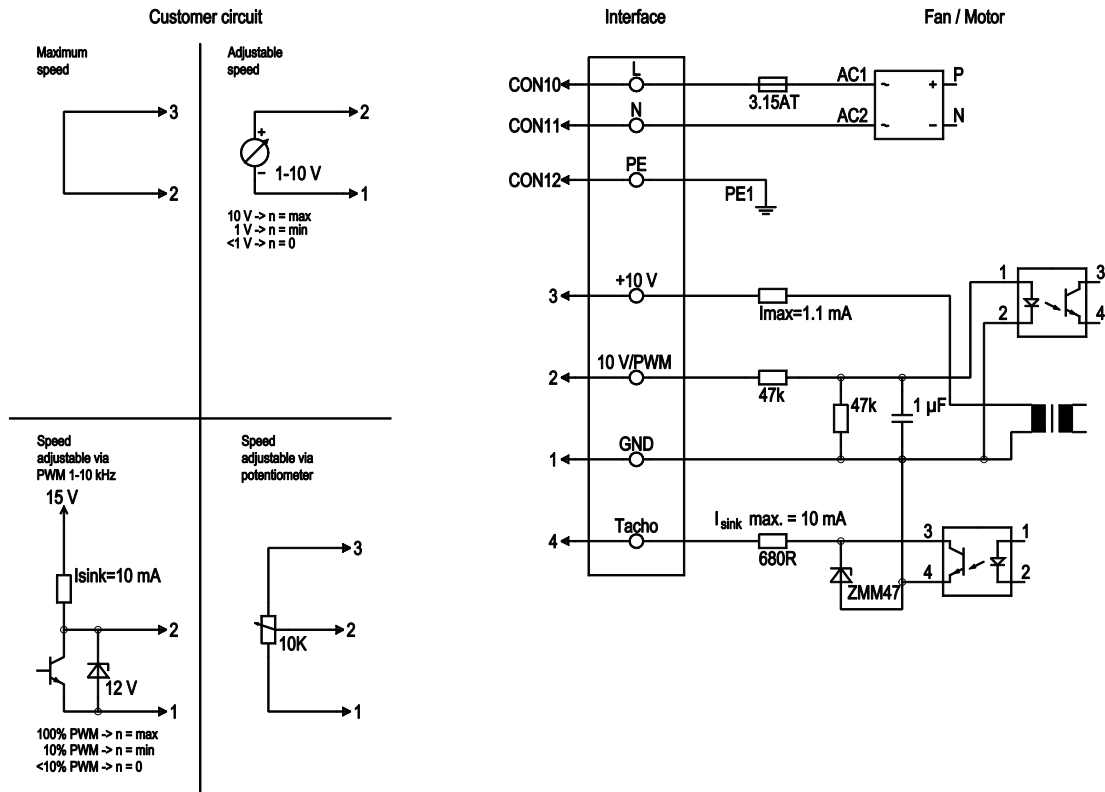 Customer circuit
Interface
Fan / Motor
Maximum
speed
3
2
Adjustable
speed
2
+
1-10 V
−
1
10 V -> n = max
1 V -> n = min
<1 V -> n = 0
Speed
adjustable via
PWM 1-10 kHz
15 V
Isink=10 mA
2
12 V
1
100% PWM -> n = max
10% PWM -> n = min
<10% PWM -> n = 0
Speed
adjustable via
potentiometer
3
2
10K
1
CON10
L
3.15AT
AC1
~
+
P
CON11
N
AC2
~
−
N
CON12
PE
PE1
3
+10 V
Imax=1.1 mA
1
2
3
4
2
10 V/PWM
47k
47k
1 µF
1
GND
4
Tacho
Isink max. = 10 mA
680R
ZMM47
3
4
1
2